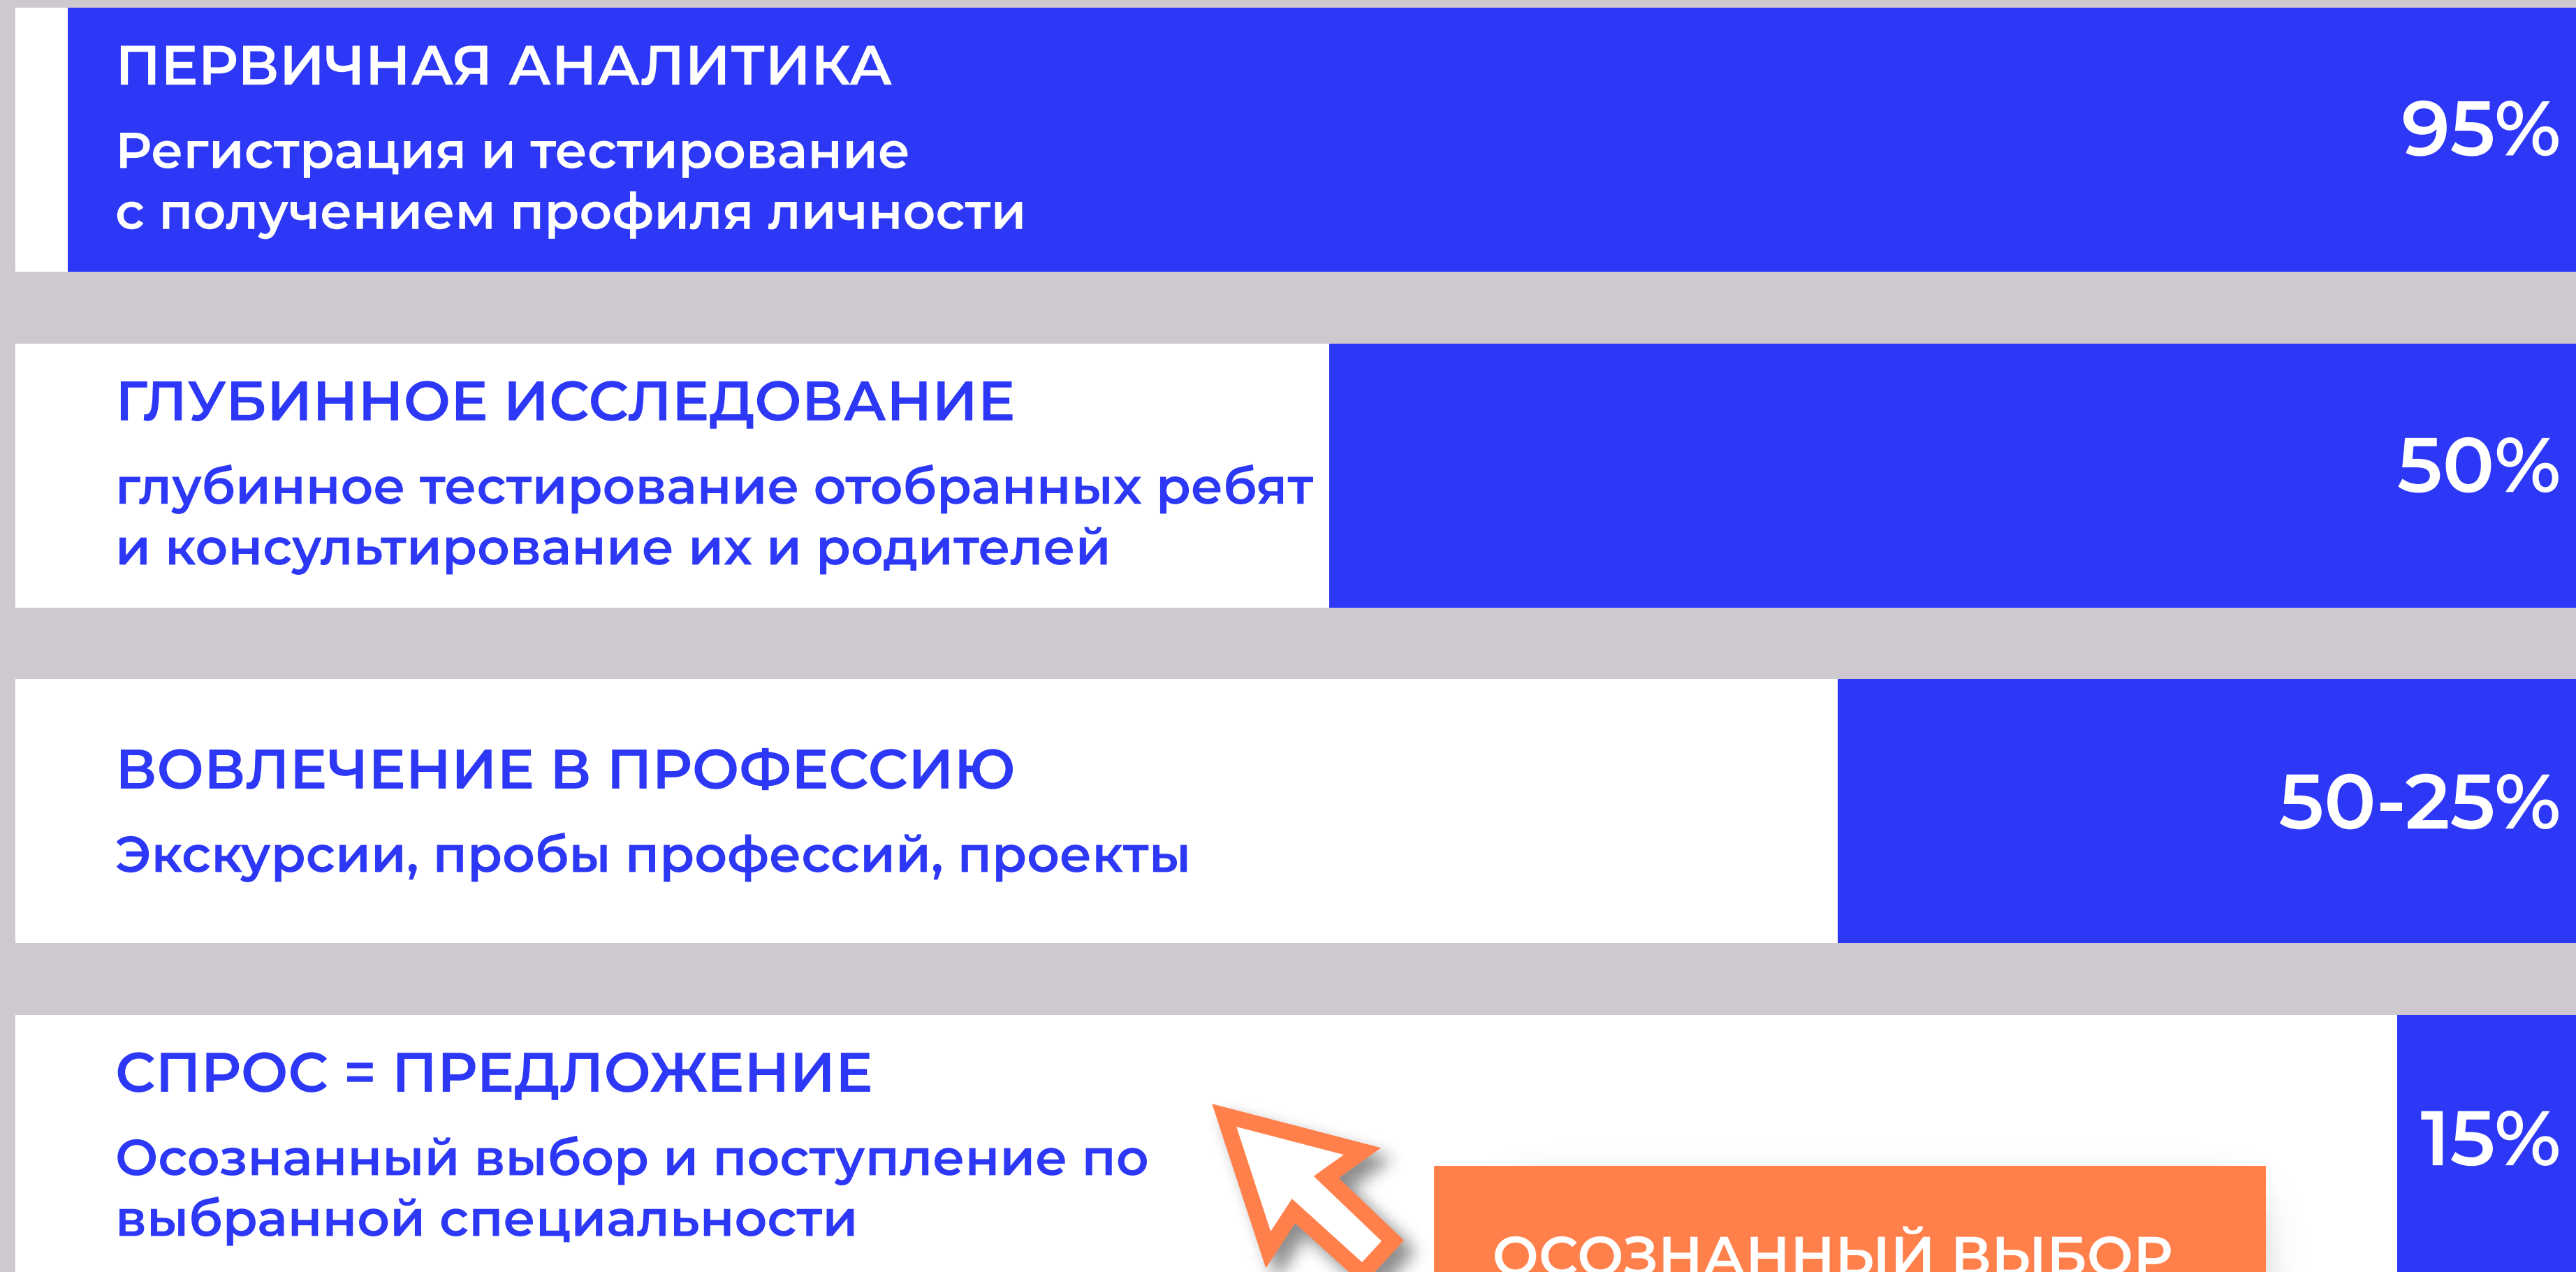 ПЕРВИЧНАЯ АНАЛИТИКА
Регистрация и тестирование
с получением профиля личности
95%
ГЛУБИННОЕ ИССЛЕДОВАНИЕ
глубинное тестирование отобранных ребят
и консультирование их и родителей
50%
ВОВЛЕЧЕНИЕ В ПРОФЕССИЮ
Экскурсии, пробы профессий, проекты
50-25%
СПРОС = ПРЕДЛОЖЕНИЕ
Осознанный выбор и поступление по
выбранной специальности
15%
ОСОЗНАННЫЙ ВЫБОР